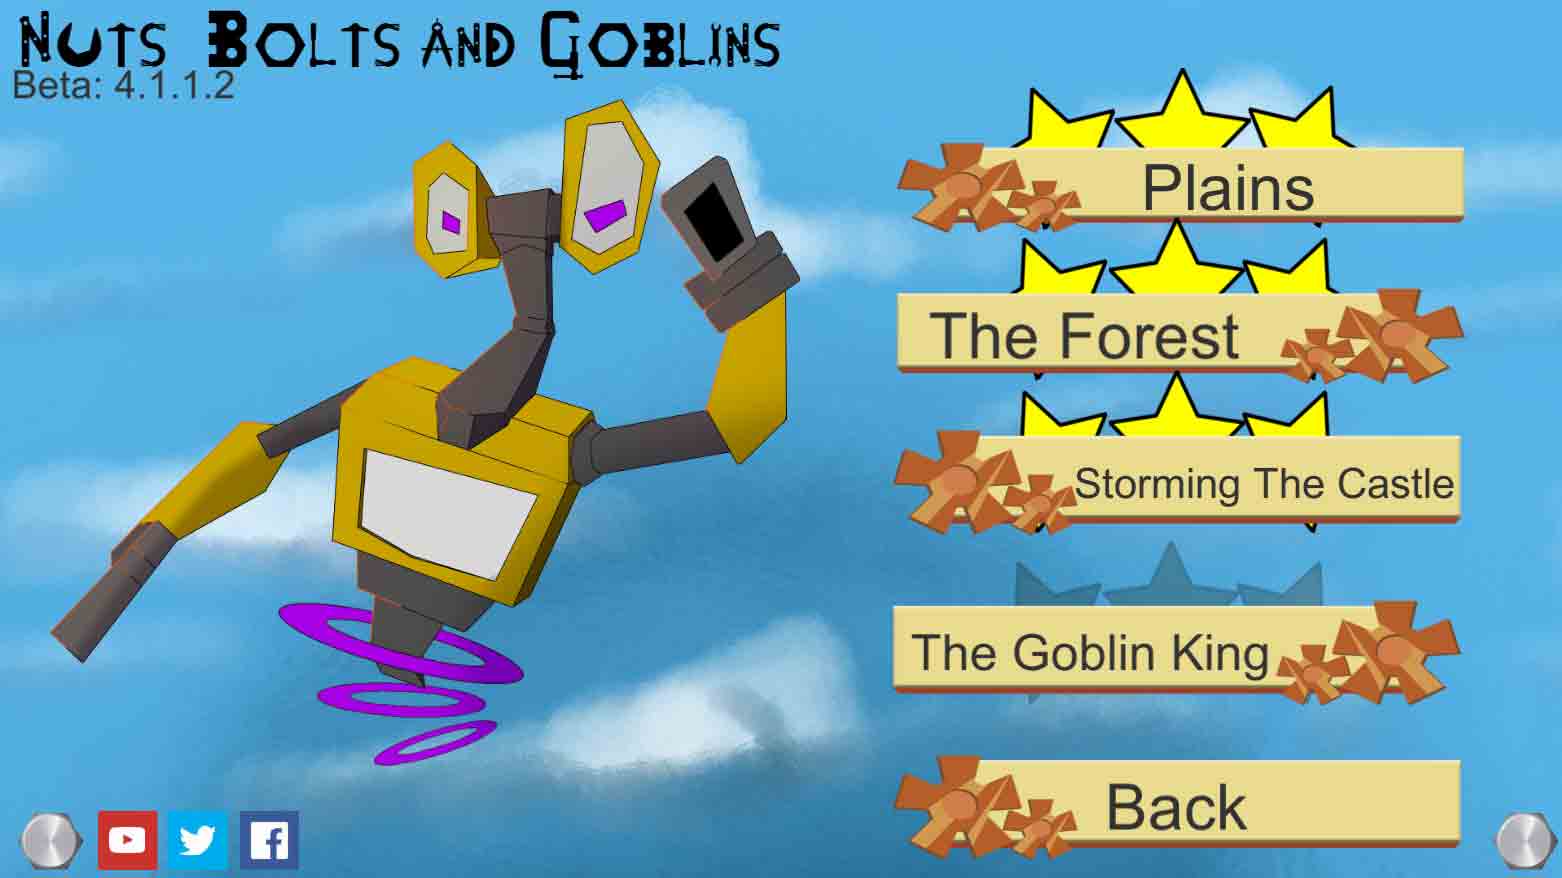 Nuts Bolts and Goblins
Beta: 4.1.1.2
Plains
The Forest
Storming The Castle
The Goblin King
Back